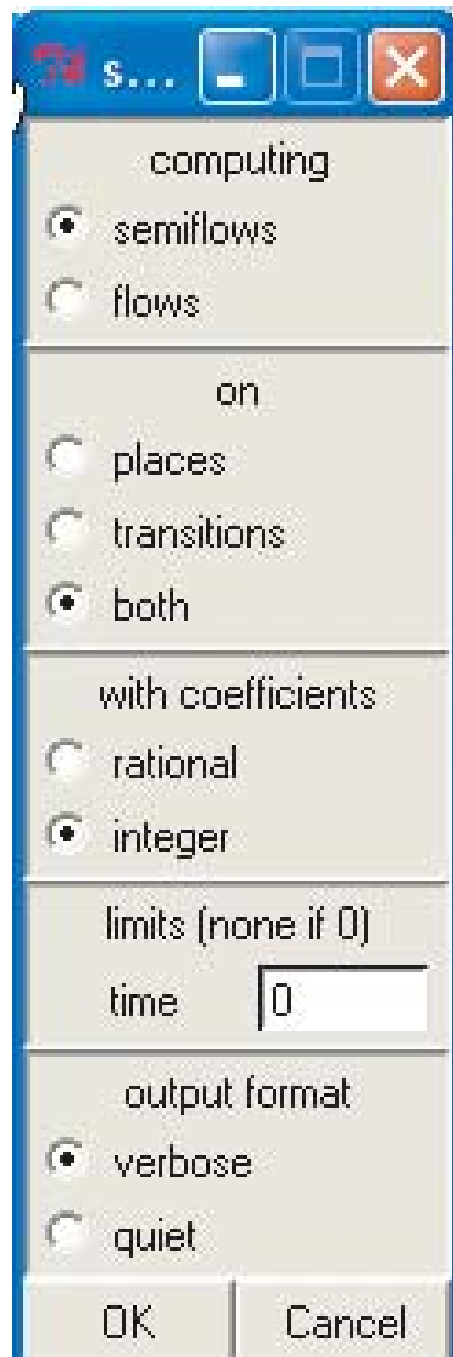 s...
computing
semiflows
flows
on
places
transitions
both
with coefficients
rational
integer
limits (none if 0)
time 0
output format
verbose
quiet
OK Cancel